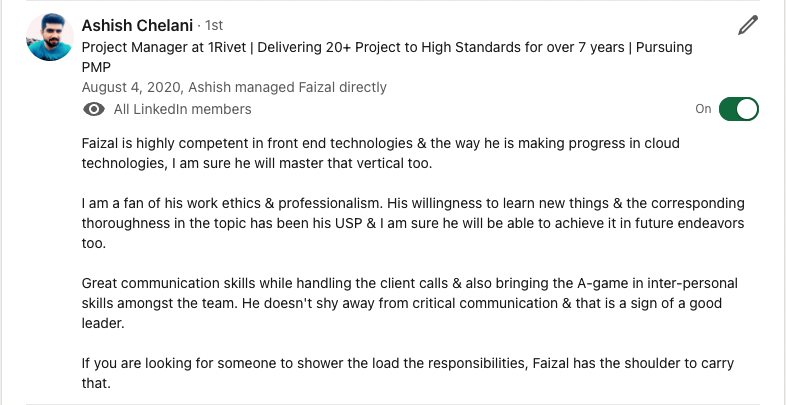 Ashish Chelani · 1st
Project Manager at 1Rivet | Delivering 20+ Project to High Standards for over 7 years | Pursuing
PMP
August 4, 2020, Ashish managed Faizal directly
All LinkedIn members
On
Faizal is highly competent in front end technologies & the way he is making progress in cloud
technologies, I am sure he will master that vertical too.
I am a fan of his work ethics & professionalism. His willingness to learn new things & the corresponding
thoroughness in the topic has been his USP & I am sure he will be able to achieve it in future endeavors
too.
Great communication skills while handling the client calls & also bringing the A-game in inter-personal
skills amongst the team. He doesn't shy away from critical communication & that is a sign of a good
leader.
If you are looking for someone to shower the load the responsibilities, Faizal has the shoulder to carry
that.